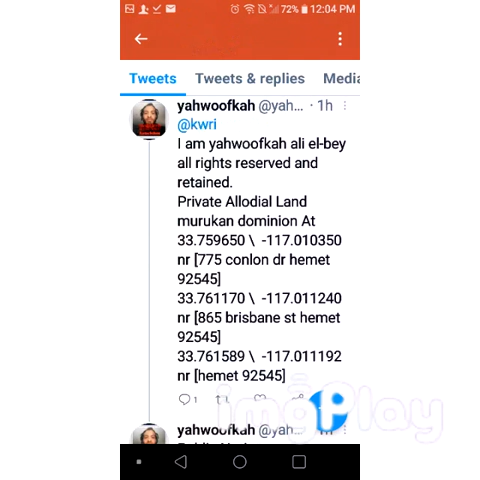 72% 12:04 PM
Tweets Tweets & replies Media
yahwoofkah @yah... · 1h
@kwri
I am yahwoofkah ali el-bey
all rights reserved and
retained.
Private Allodial Land
murukan dominion At
33.759650 \ -117.010350
nr [775 conlon dr hemet
92545]
33.761170 \ -117.011240
nr [865 brisbane st hemet
92545]
33.761589 \ -117.011192
nr [hemet 92545]
1
imgPlay
yahwoofkah @yah... · 1h